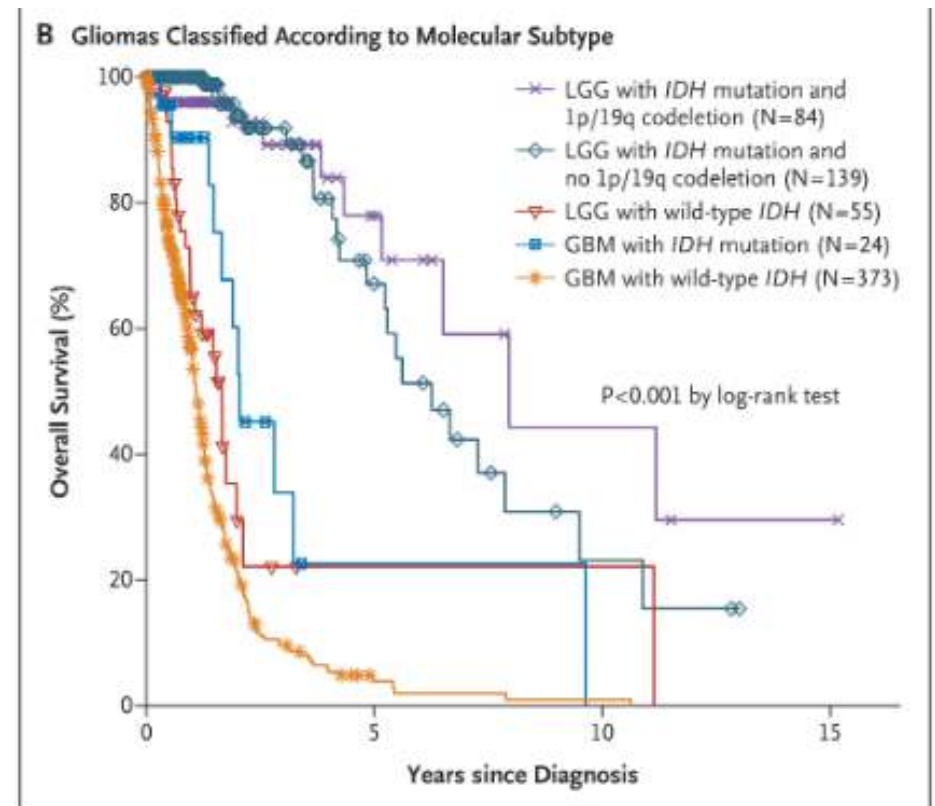 B Gliomas Classified According to Molecular Subtype
100
80
60
40
20
0
Overall Survival (%)
LGG with IDH mutation and
1p/19q codeletion (N=84)
LGG with IDH mutation and
no 1p/19q codeletion (N=139)
LGG with wild-type IDH (N=55)
GBM with IDH mutation (N=24)
GBM with wild-type IDH (N=373)
P<0.001 by log-rank test
0 5 10 15
Years since Diagnosis